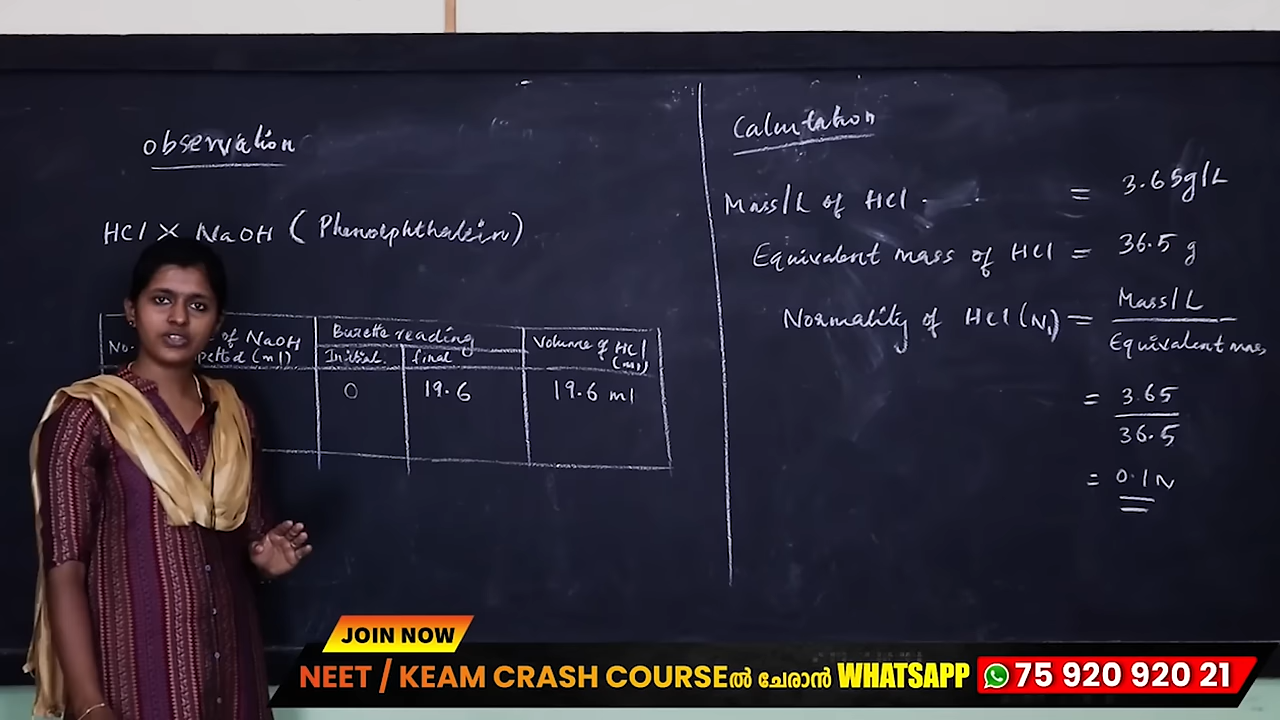 observation
HCl × NaOH (Phenolphthalein)
No. of NaOH
petted (ml)
Burette reading
Initial. final
Volume of HCl
(ml)
0 19.6 19.6 ml
Calculation
Mass/L of HCl = 3.65g/L
Equivalent mass of HCl = 36.5 g
Normality of HCl (N1) = Mass/L
Equivalent mass
= 3.65
36.5
= 0.1N
JOIN NOW
NEET / KEAM CRASH COURSEൽ ചേരാൻ WHATSAPP 75 920 920 21